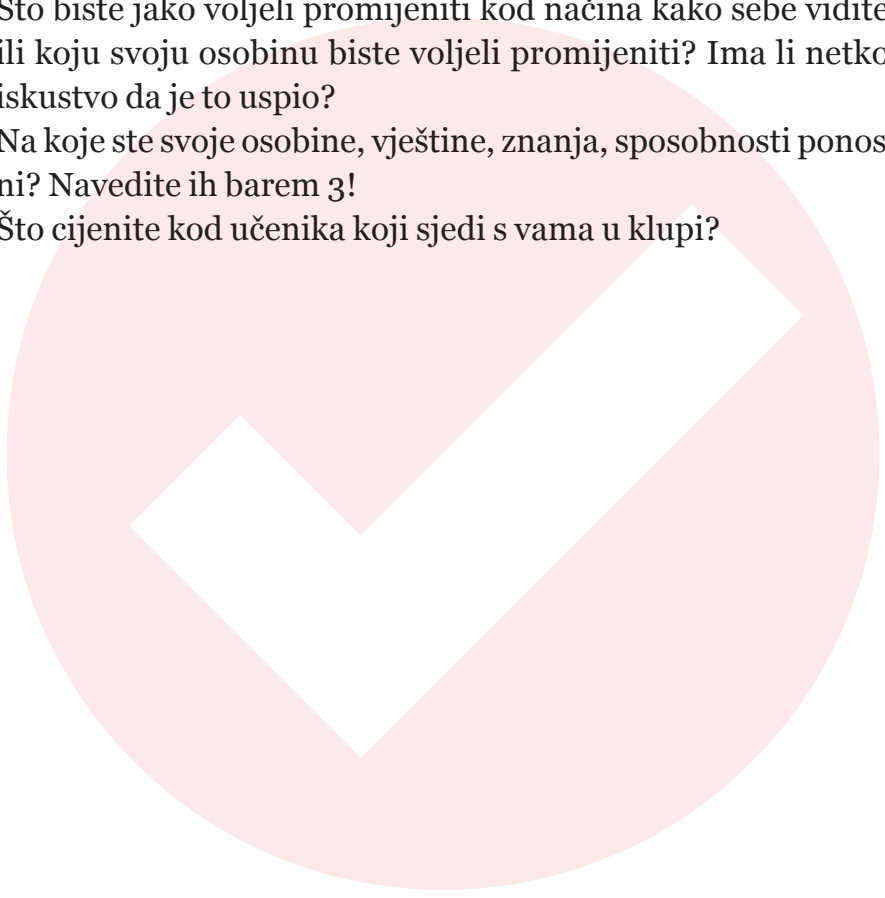 Što biste jako voljeli promijeniti kod načina kako sebe vidite
ili koju svoju osobinu biste voljeli promijeniti? Ima li netko
iskustvo da je to uspio?
Na koje ste svoje osobine, vještine, znanja, sposobnosti ponos
ni? Navedite ih barem 3!
Što cijenite kod učenika koji sjedi s vama u klupi?